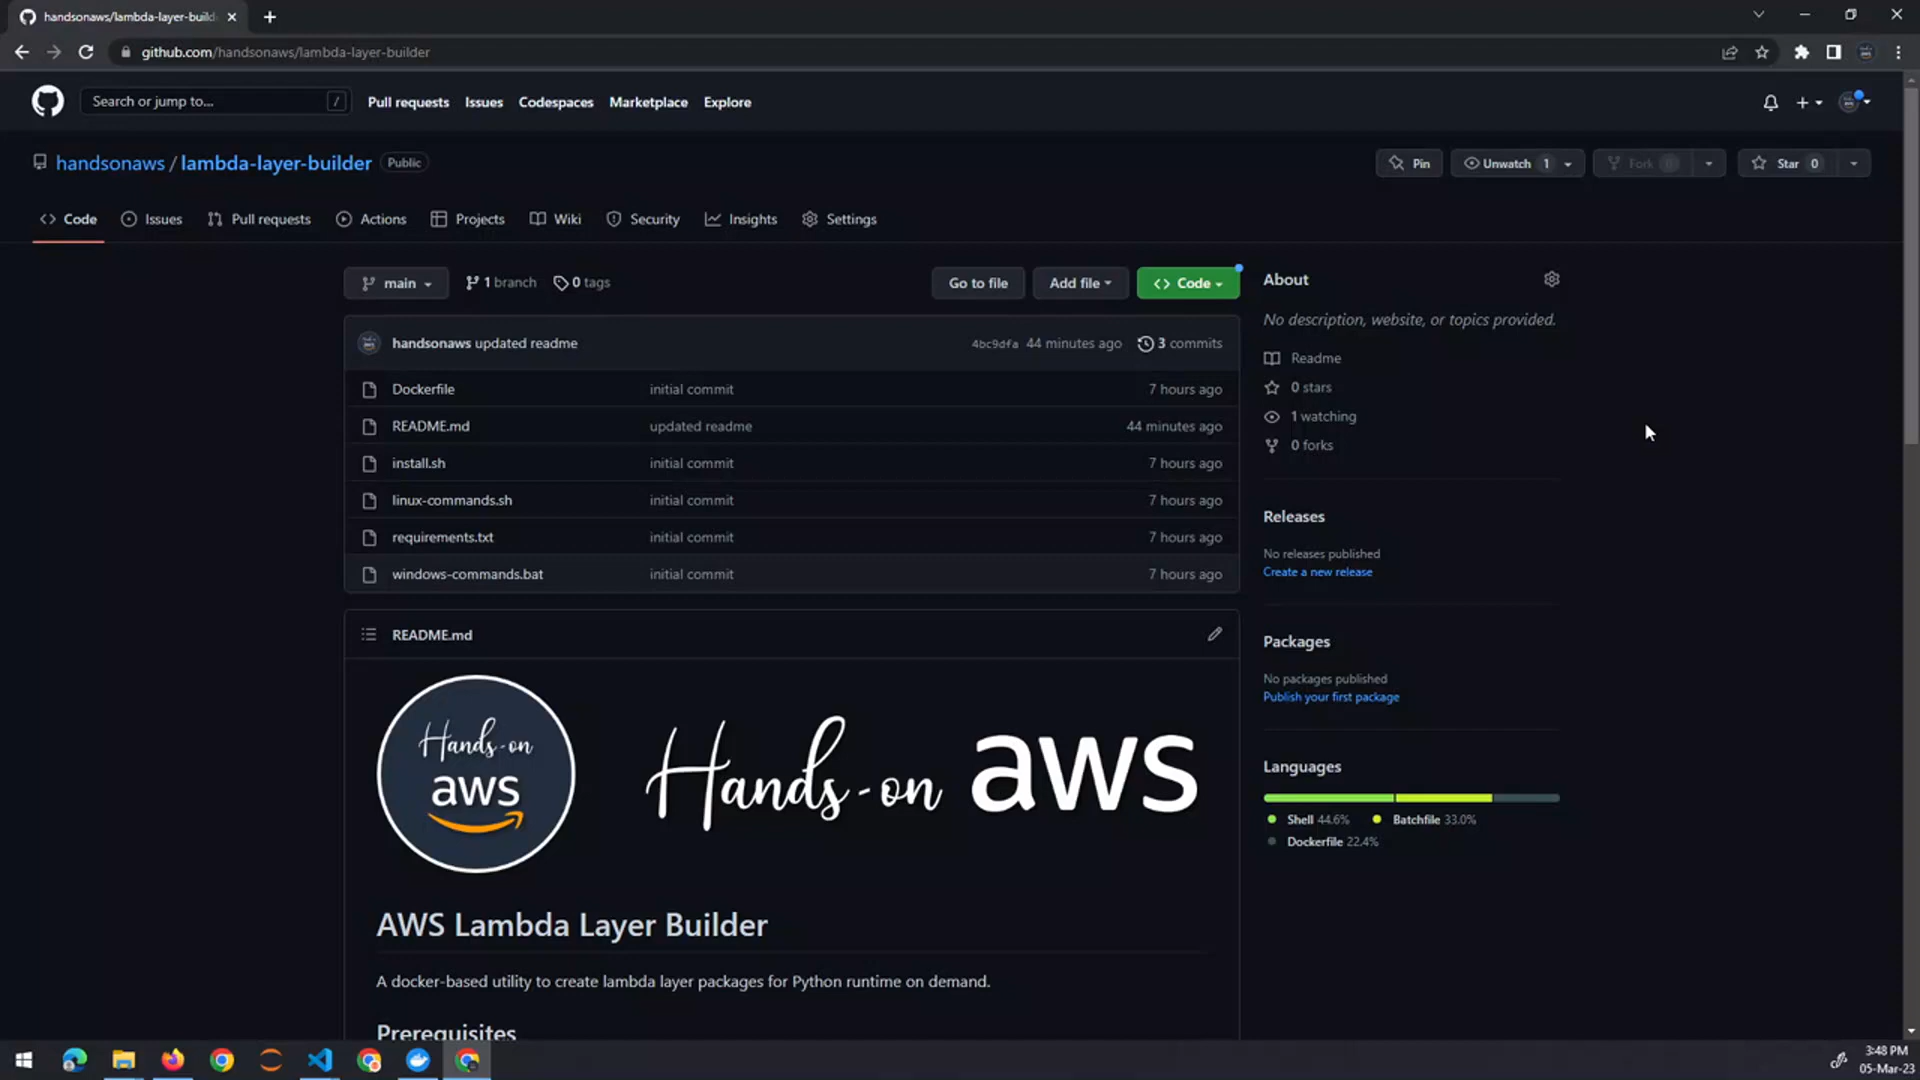 handsonaws/lambda-layer-build
github.com/handsonaws/lambda-layer-builder
Search or jump to... /
Pull requests Issues Codespaces Marketplace Explore
handsonaws / lambda-layer-builder Public
Pin Unwatch 1 Fork 0 Star 0
Code Issues Pull requests Actions Projects Wiki Security Insights Settings
main 1 branch 0 tags Go to file Add file Code
handsonaws updated readme 4bc9dfa 44 minutes ago 3 commits
Dockerfile initial commit 7 hours ago
README.md updated readme 44 minutes ago
install.sh initial commit 7 hours ago
linux-commands.sh initial commit 7 hours ago
requirements.txt initial commit 7 hours ago
windows-commands.bat initial commit 7 hours ago
README.md
Hands-on
aws
Hands-on aws
AWS Lambda Layer Builder
A docker-based utility to create lambda layer packages for Python runtime on demand.
Prerequisites
About
No description, website, or topics provided.
Readme
0 stars
1 watching
0 forks
Releases
No releases published
Create a new release
Packages
No packages published
Publish your first package
Languages
Shell 44.6% Batchfile 33.0%
Dockerfile 22.4%
3:48 PM
05-Mar-23